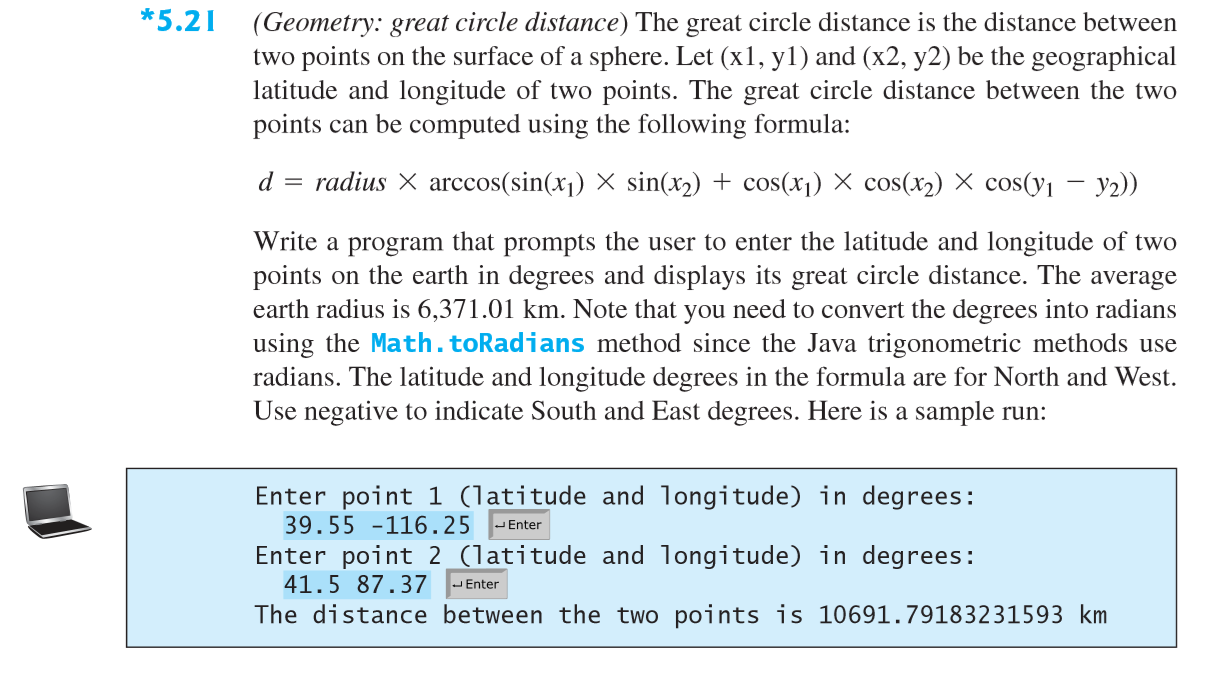 *5.21 (Geometry: great circle distance) The great circle distance is the distance between
two points on the surface of a sphere. Let (x1, y1) and (x2, y2) be the geographical
latitude and longitude of two points. The great circle distance between the two
points can be computed using the following formula:
d = radius × arccos(sin(x₁) × sin(x₂) + cos(x₁) × cos(x₂) × cos(y₁ − y₂))
Write a program that prompts the user to enter the latitude and longitude of two
points on the earth in degrees and displays its great circle distance. The average
earth radius is 6,371.01 km. Note that you need to convert the degrees into radians
using the Math.toRadians method since the Java trigonometric methods use
radians. The latitude and longitude degrees in the formula are for North and West.
Use negative to indicate South and East degrees. Here is a sample run:
Enter point 1 (latitude and longitude) in degrees:
39.55 -116.25 ↵Enter
Enter point 2 (latitude and longitude) in degrees:
41.5 87.37 ↵Enter
The distance between the two points is 10691.79183231593 km